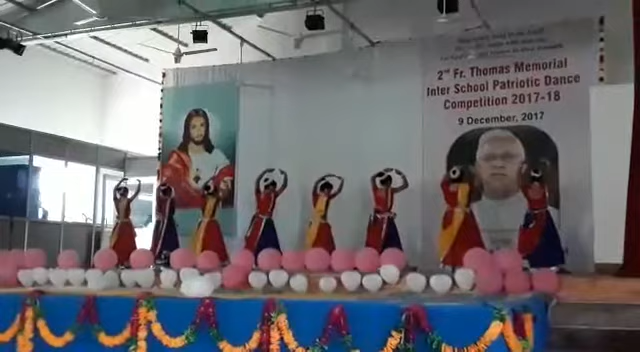 2nd Fr. Thomas Memorial
Inter School Patriotic Dance
Competition 2017-18
9 December, 2017